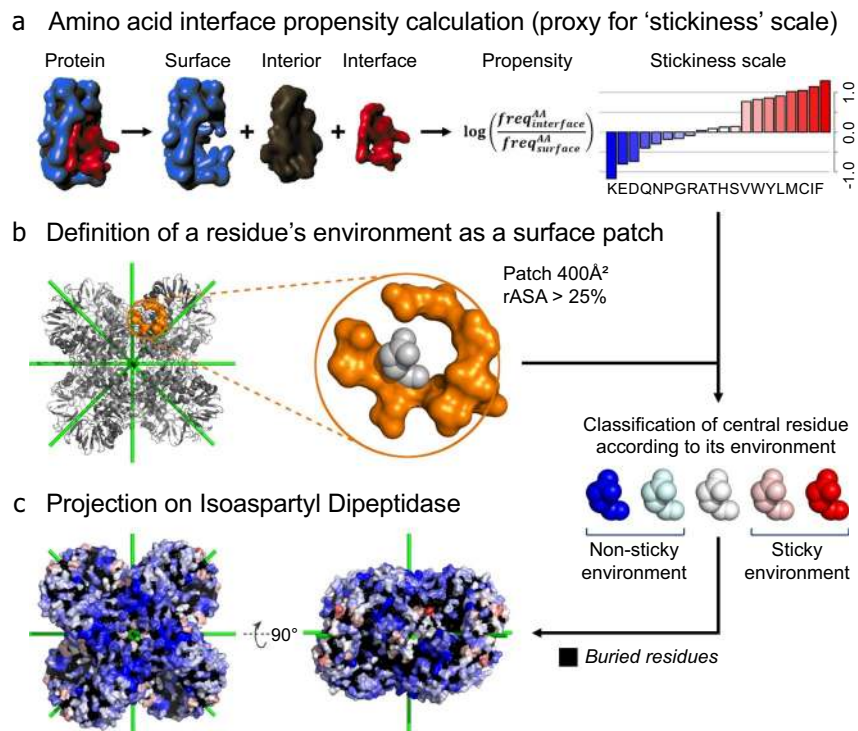 a Amino acid interface propensity calculation (proxy for ‘stickiness’ scale)
Protein Surface Interior Interface Propensity Stickiness scale
log(freq^AA_interface / freq^AA_surface)
1.0
0.0
-1.0
KEDQNPGRATHSVWYLMCIF
b Definition of a residue’s environment as a surface patch
Patch 400Å²
rASA > 25%
Classification of central residue
according to its environment
Non-sticky
environment
Sticky
environment
c Projection on Isoaspartyl Dipeptidase
90°
Buried residues